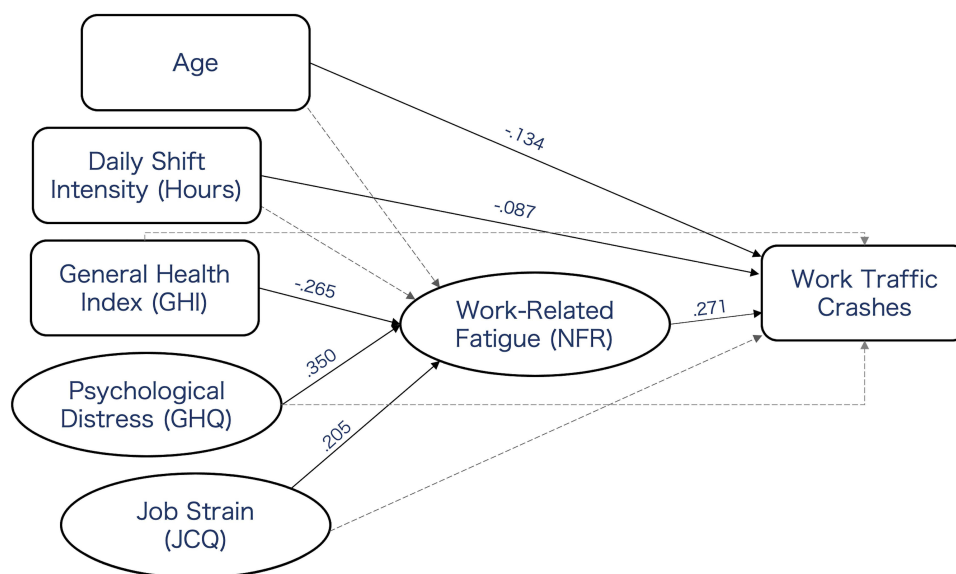 Age
-.134
Daily Shift
Intensity (Hours)
-.087
General Health
Index (GHI)
-.265
Work-Related
Fatigue (NFR)
.271
Work Traffic
Crashes
.350
Psychological
Distress (GHQ)
.205
Job Strain
(JCQ)